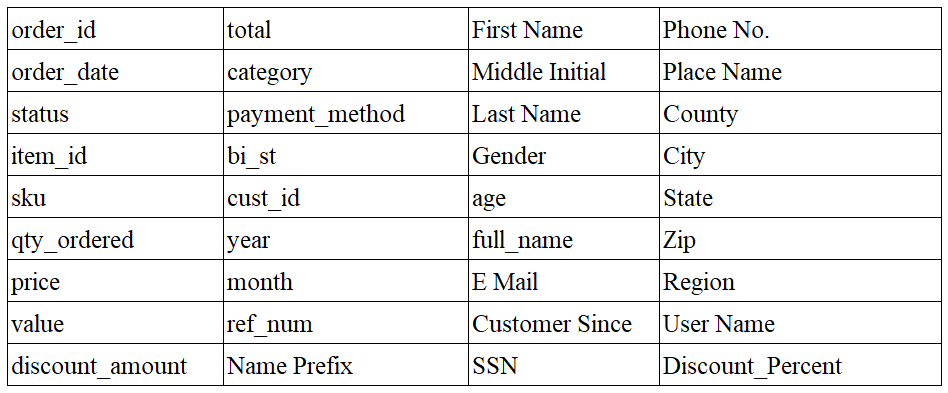 order_id total First Name Phone No.
order_date category Middle Initial Place Name
status payment_method Last Name County
item_id bi_st Gender City
sku cust_id age State
qty_ordered year full_name Zip
price month E Mail Region
value ref_num Customer Since User Name
discount_amount Name Prefix SSN Discount_Percent